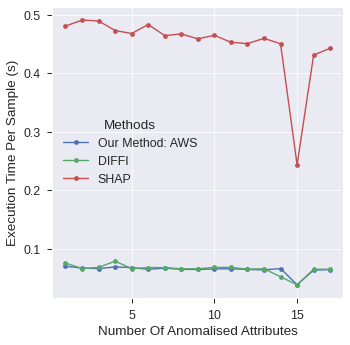 0.5
0.4
0.3
0.2
0.1
Execution Time Per Sample (s)
Methods
Our Method: AWS
DIFFI
SHAP
5
10
15
Number Of Anomalised Attributes